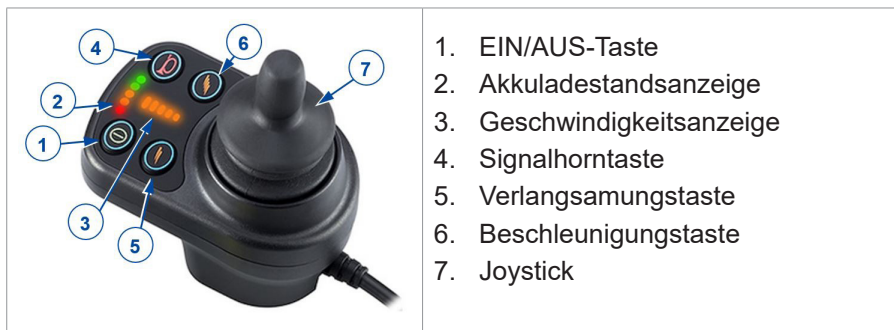 4
6
7
2
1
3
5
1. EIN/AUS-Taste
2. Akkuladestandsanzeige
3. Geschwindigkeitsanzeige
4. Signalhorntaste
5. Verlangsamungstaste
6. Beschleunigungstaste
7. Joystick